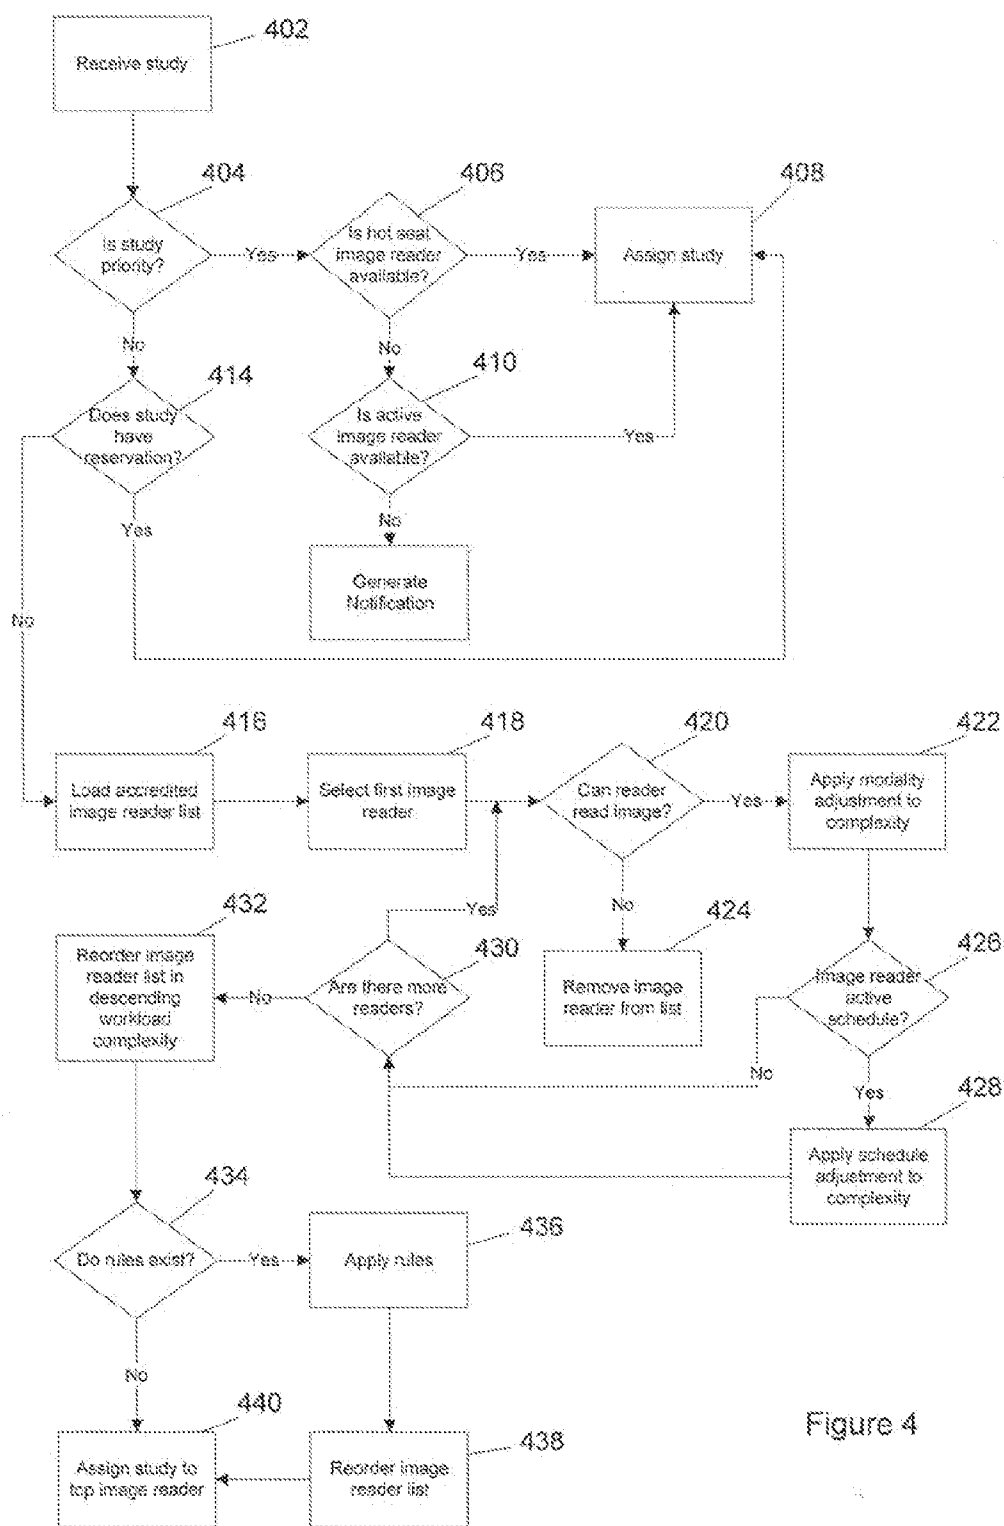 402
Receive study
404
406
408
Is study
priority?
Yes
Is hot seat
image reader
available?
Yes
Assign study
No
No
414
410
Does study
have
reservation?
Is active
image reader
available?
Yes
No
Yes
Generate
Notification
No
416
418
420
422
Load accredited
image reader list
Select first image
reader
Can reader
read image?
Yes
Apply modality
adjustment to
complexity
No
Yes
432
424
430
426
Reorder image
reader list in
descending
workload
complexity
No
Are there more
readers?
Remove image
reader from list
Image reader
active
schedule?
No
Yes
428
Apply schedule
adjustment to
complexity
434
436
Do rules exist?
Yes
Apply rules
No
440
438
Assign study to
top image reader
Reorder image
reader list
Figure 4